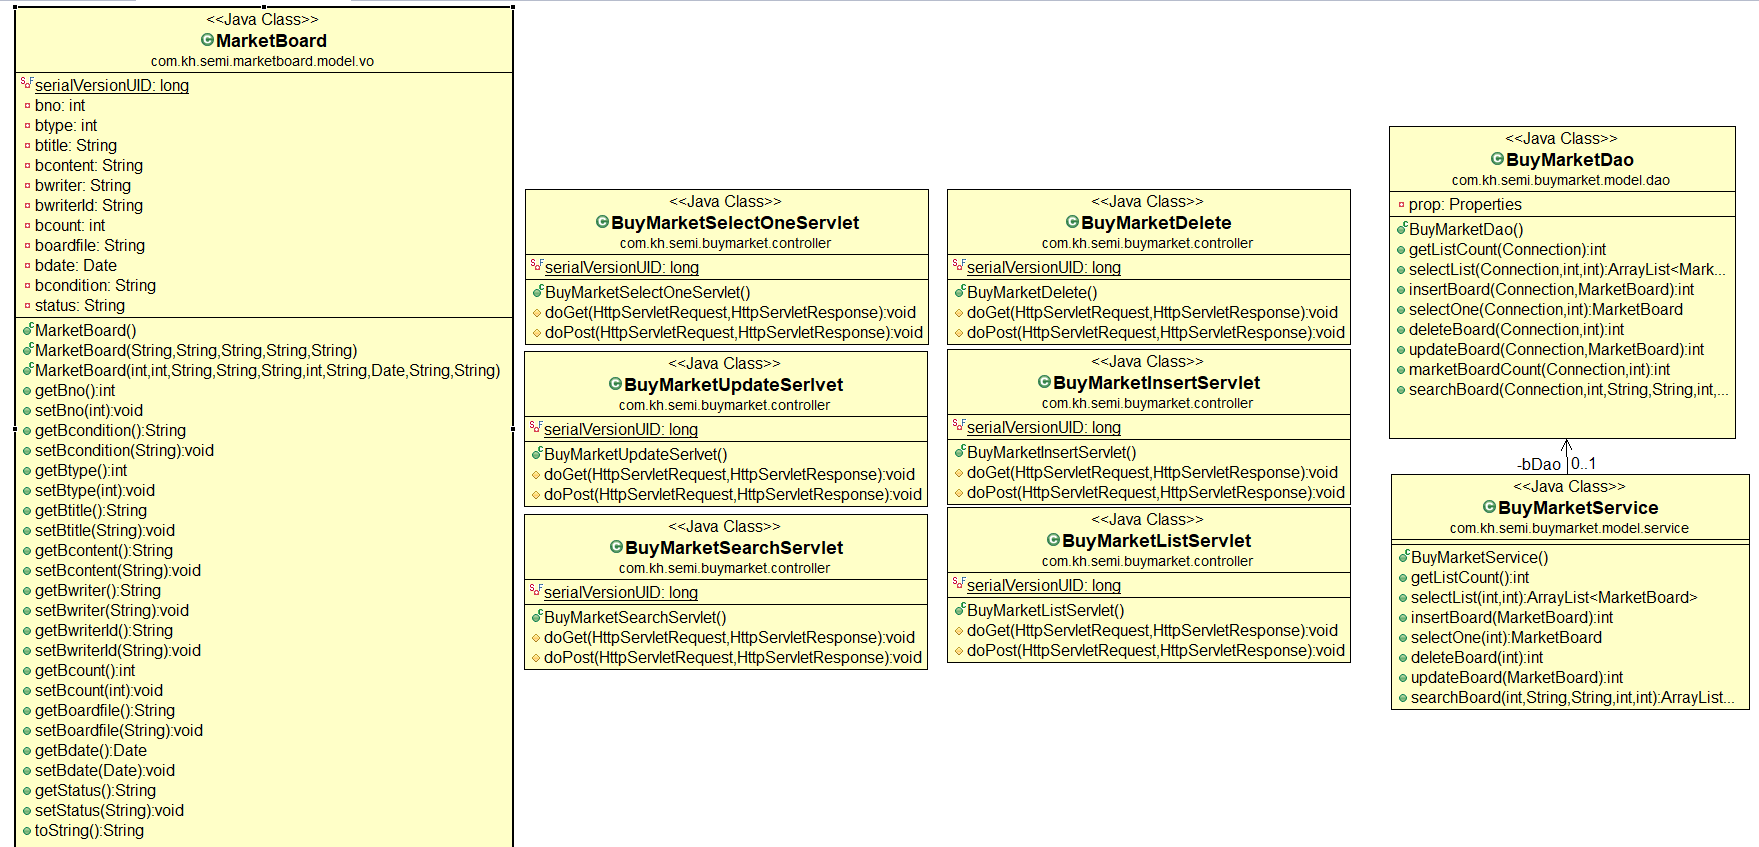 <<Java Class>>
MarketBoard
com.kh.semi.marketboard.model.vo
serialVersionUID: long
bno: int
btype: int
btitle: String
bcontent: String
bwriter: String
bwriterId: String
bcount: int
boardfile: String
bdate: Date
bcondition: String
status: String
MarketBoard()
MarketBoard(String,String,String,String,String)
MarketBoard(int,int,String,String,String,int,String,Date,String,String)
getBno():int
setBno(int):void
getBcondition():String
setBcondition(String):void
getBtype():int
setBtype(int):void
getBtitle():String
setBtitle(String):void
getBcontent():String
setBcontent(String):void
getBwriter():String
setBwriter(String):void
getBwriterId():String
setBwriterId(String):void
getBcount():int
setBcount(int):void
getBoardfile():String
setBoardfile(String):void
getBdate():Date
setBdate(Date):void
getStatus():String
setStatus(String):void
toString():String
<<Java Class>>
BuyMarketSelectOneServlet
com.kh.semi.buymarket.controller
serialVersionUID: long
BuyMarketSelectOneServlet()
doGet(HttpServletRequest,HttpServletResponse):void
doPost(HttpServletRequest,HttpServletResponse):void
<<Java Class>>
BuyMarketUpdateSerlvet
com.kh.semi.buymarket.controller
serialVersionUID: long
BuyMarketUpdateSerlvet()
doGet(HttpServletRequest,HttpServletResponse):void
doPost(HttpServletRequest,HttpServletResponse):void
<<Java Class>>
BuyMarketSearchServlet
com.kh.semi.buymarket.controller
serialVersionUID: long
BuyMarketSearchServlet()
doGet(HttpServletRequest,HttpServletResponse):void
doPost(HttpServletRequest,HttpServletResponse):void
<<Java Class>>
BuyMarketDelete
com.kh.semi.buymarket.controller
serialVersionUID: long
BuyMarketDelete()
doGet(HttpServletRequest,HttpServletResponse):void
doPost(HttpServletRequest,HttpServletResponse):void
<<Java Class>>
BuyMarketInsertServlet
com.kh.semi.buymarket.controller
serialVersionUID: long
BuyMarketInsertServlet()
doGet(HttpServletRequest,HttpServletResponse):void
doPost(HttpServletRequest,HttpServletResponse):void
<<Java Class>>
BuyMarketListServlet
com.kh.semi.buymarket.controller
serialVersionUID: long
BuyMarketListServlet()
doGet(HttpServletRequest,HttpServletResponse):void
doPost(HttpServletRequest,HttpServletResponse):void
<<Java Class>>
BuyMarketDao
com.kh.semi.buymarket.model.dao
prop: Properties
BuyMarketDao()
getListCount(Connection):int
selectList(Connection,int,int):ArrayList<Mark...
insertBoard(Connection,MarketBoard):int
selectOne(Connection,int):MarketBoard
deleteBoard(Connection,int):int
updateBoard(Connection,MarketBoard):int
marketBoardCount(Connection,int):int
searchBoard(Connection,int,String,String,int,...
-bDao 0..1
<<Java Class>>
BuyMarketService
com.kh.semi.buymarket.model.service
BuyMarketService()
getListCount():int
selectList(int,int):ArrayList<MarketBoard>
insertBoard(MarketBoard):int
selectOne(int):MarketBoard
deleteBoard(int):int
updateBoard(MarketBoard):int
searchBoard(int,String,String,int,int):ArrayList...